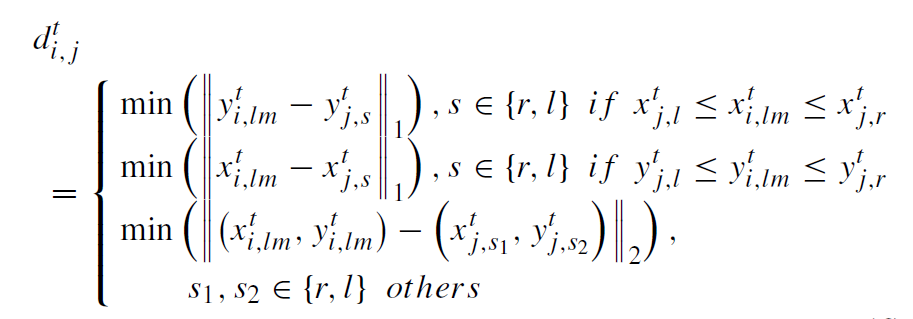 d^t_{i,j}
= { min ( ‖ y^t_{i,lm} − y^t_{j,s} ‖_1 ) , s ∈ {r, l} if x^t_{j,l} ≤ x^t_{i,lm} ≤ x^t_{j,r}
min ( ‖ x^t_{i,lm} − x^t_{j,s} ‖_1 ) , s ∈ {r, l} if y^t_{j,l} ≤ y^t_{i,lm} ≤ y^t_{j,r}
min ( ‖ (x^t_{i,lm}, y^t_{i,lm}) − (x^t_{j,s_1}, y^t_{j,s_2}) ‖_2 ) ,
s_1, s_2 ∈ {r, l} others